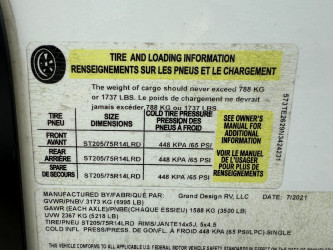 TIRE AND LOADING INFORMATION
RENSEIGNEMENTS SUR LES PNEUS ET LE CHARGEMENT
The weight of cargo should never exceed 788 KG
or 1737 LBS. Le poids de chargement ne devrait
jamais excéder 788 KG ou 1737 LBS.
TIRE SIZE COLD TIRE PRESSURE
PNEU DIMENSIONS PRESSION DES
PNEUS À FROID
FRONT
AVANT ST205/75R14LRD 448 KPA /65 PSI
REAR
ARRIÈRE ST205/75R14LRD 448 KPA /65 PSI
SPARE
DE SECOURS ST205/75R14LRD 448 KPA /65 PSI
SEE OWNER'S
MANUAL FOR
ADDITIONAL
INFORMATION
VOIR LE MANUEL
DE L'USAGER
POUR PLUS DE
RENSEIGNEMENTS
MANUFACTURED BY/FABRIQUÉ PAR: Grand Design RV, LLC DATE: 7/2021
GVWR/PNBV 3173 KG (6995 LB)
GAWR (EACH AXLE)/PNBE(CHAQUE ESSIEU) 1588 KG (3500 LB)
UVW 2367 KG (5218 LB)
TIRE/PNEU ST205/75R14LRD RIMS/JANTE14x5J, 5x4.5
COLD INFL. PRESS./PRESS. DE GONFL. A FROID 448 KPA (65 PSI/LPC) SINGLE